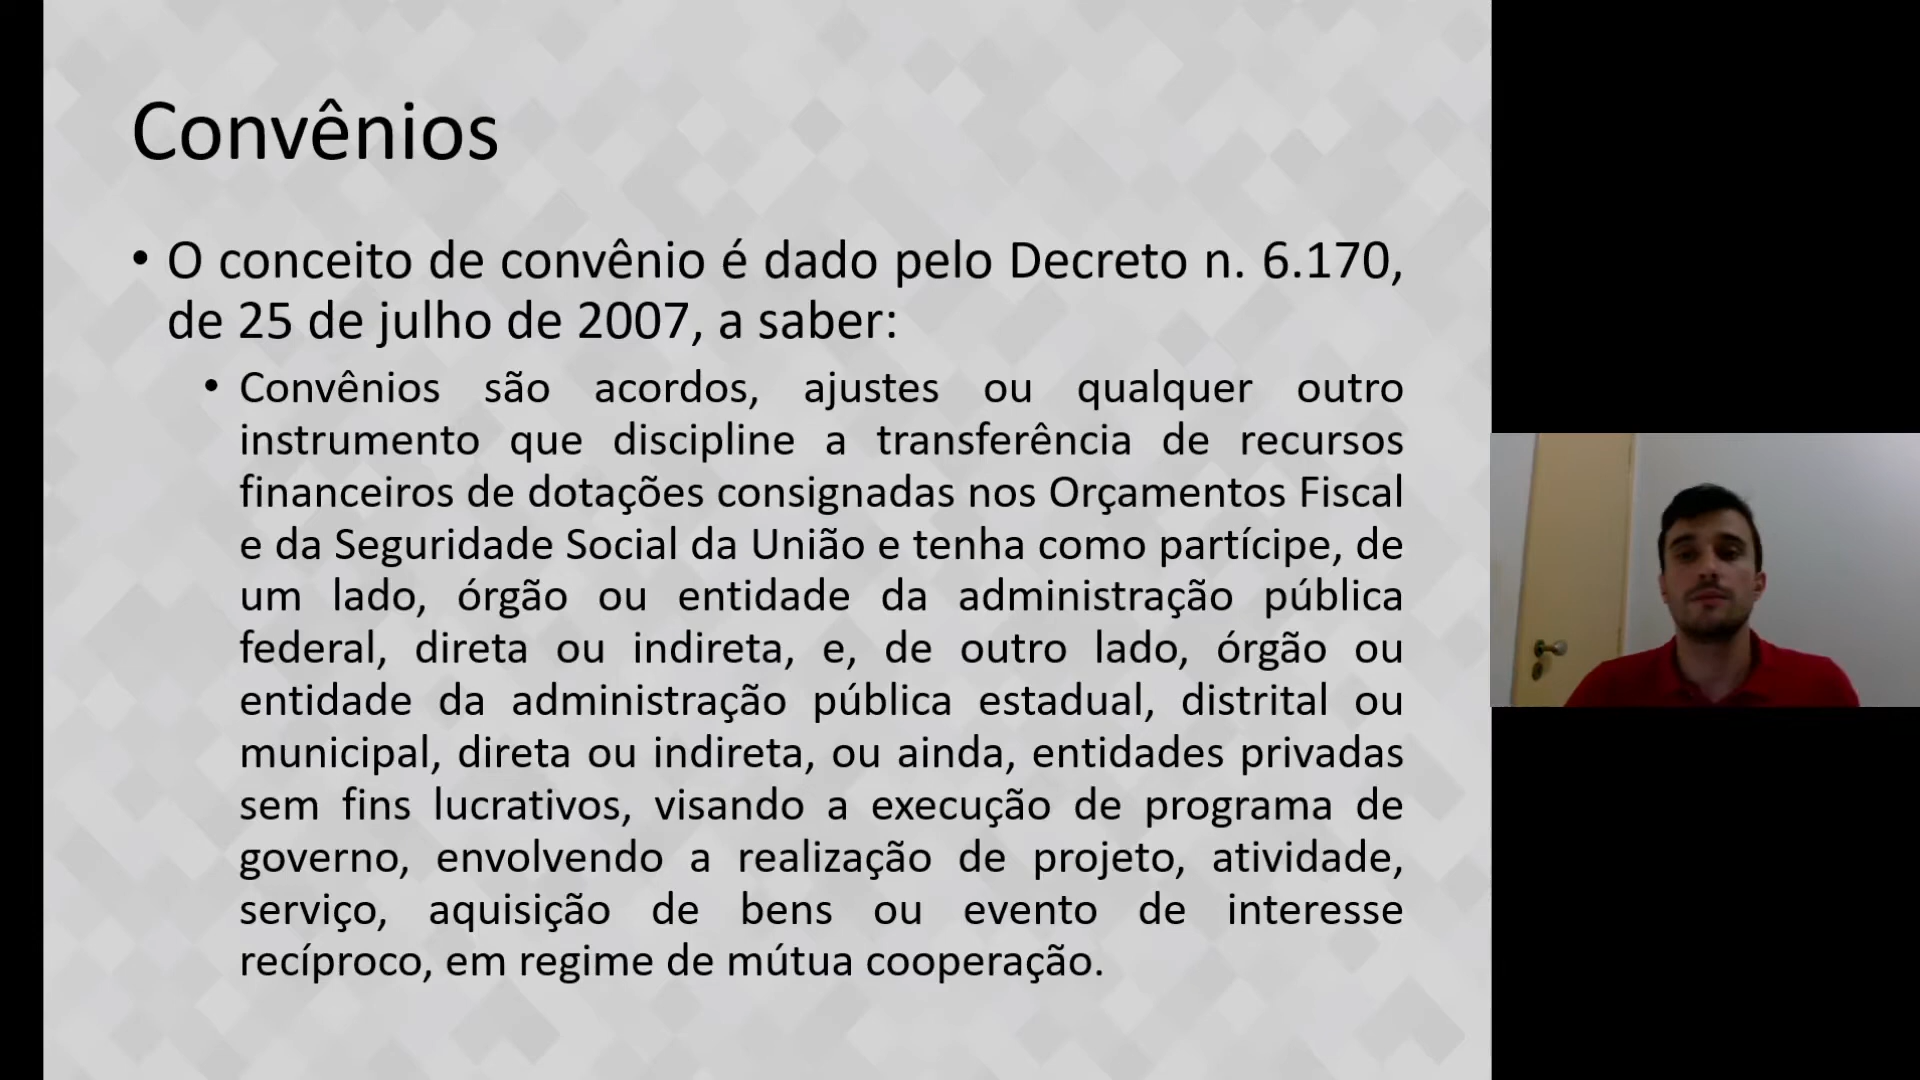 Convênios
• O conceito de convênio é dado pelo Decreto n. 6.170,
de 25 de julho de 2007, a saber:
• Convênios são acordos, ajustes ou qualquer outro
instrumento que discipline a transferência de recursos
financeiros de dotações consignadas nos Orçamentos Fiscal
e da Seguridade Social da União e tenha como partícipe, de
um lado, órgão ou entidade da administração pública
federal, direta ou indireta, e, de outro lado, órgão ou
entidade da administração pública estadual, distrital ou
municipal, direta ou indireta, ou ainda, entidades privadas
sem fins lucrativos, visando a execução de programa de
governo, envolvendo a realização de projeto, atividade,
serviço, aquisição de bens ou evento de interesse
recíproco, em regime de mútua cooperação.